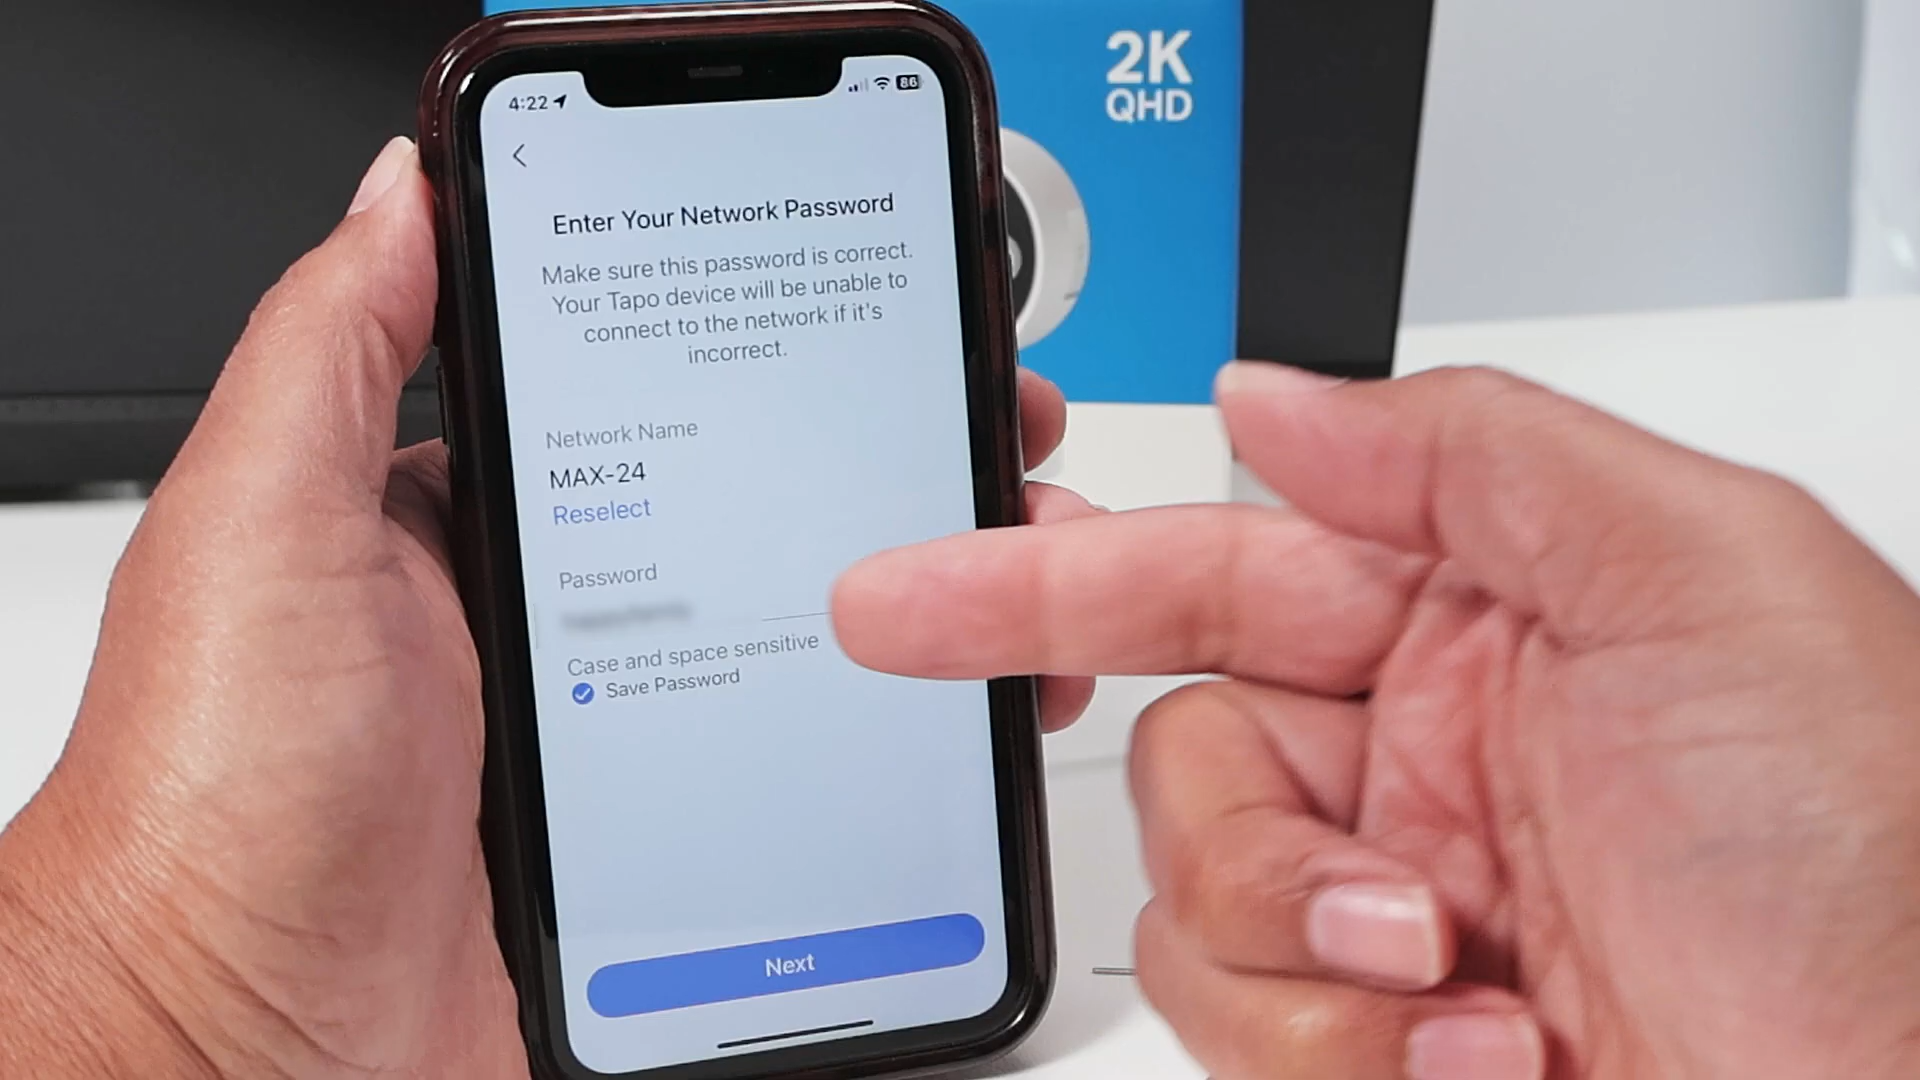 2K
QHD
4:22
86
Enter Your Network Password
Make sure this password is correct.
Your Tapo device will be unable to
connect to the network if it's
incorrect.
Network Name
MAX-24
Reselect
Password
Case and space sensitive
Save Password
Next